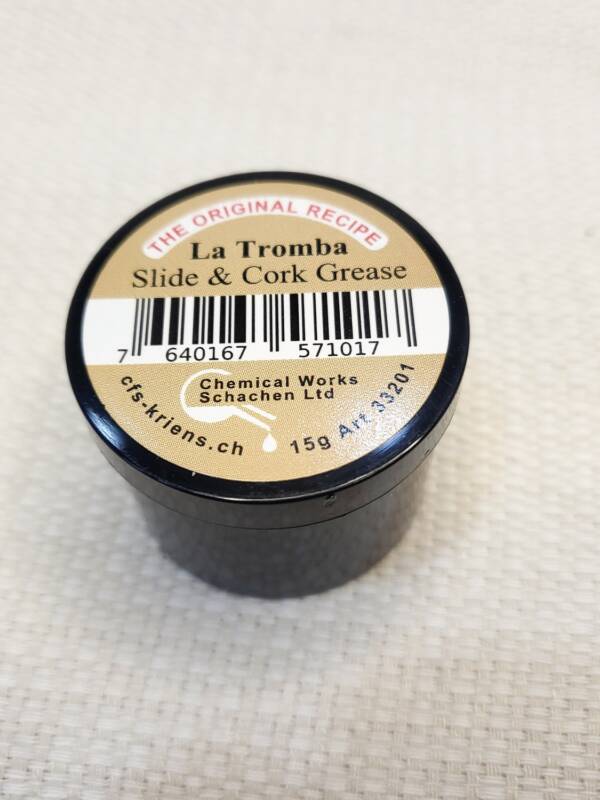 THE ORIGINAL RECIPE
La Tromba
Slide & Cork Grease
7 640167 571017
Chemical Works
Schachen Ltd
cfs-kriens.ch
15g Art 33201